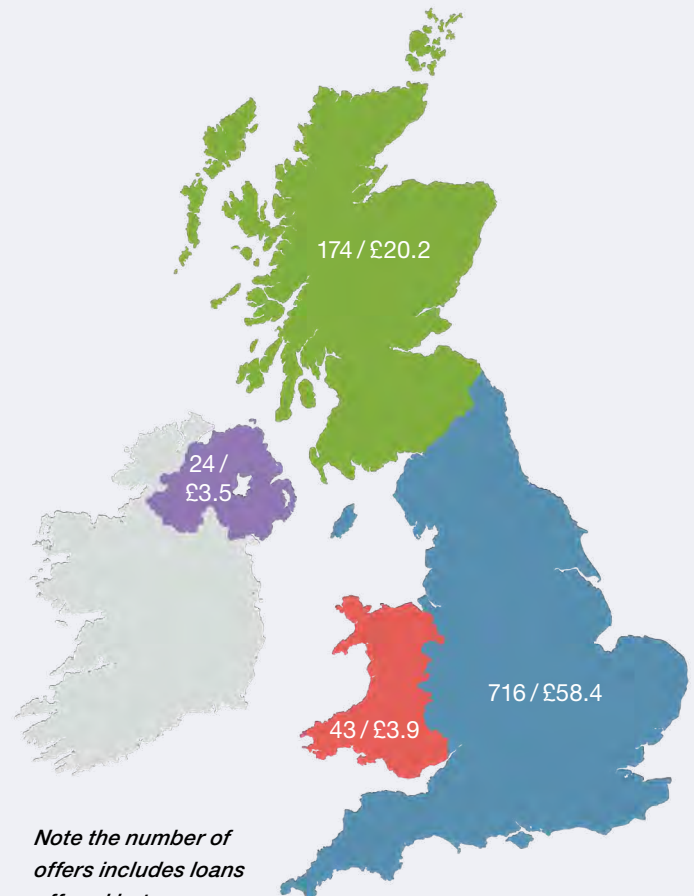 174 / £20.2
24 /
£3.5
716 / £58.4
43 / £3.9
Note the number of
offers includes loans